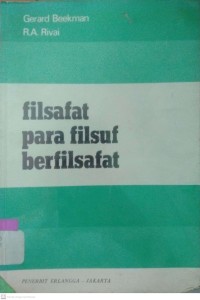 Gerard Beekman
R.A. Rivai
filsafat
para filsuf
berfilsafat
PENERBIT ERLANGGA – JAKARTA